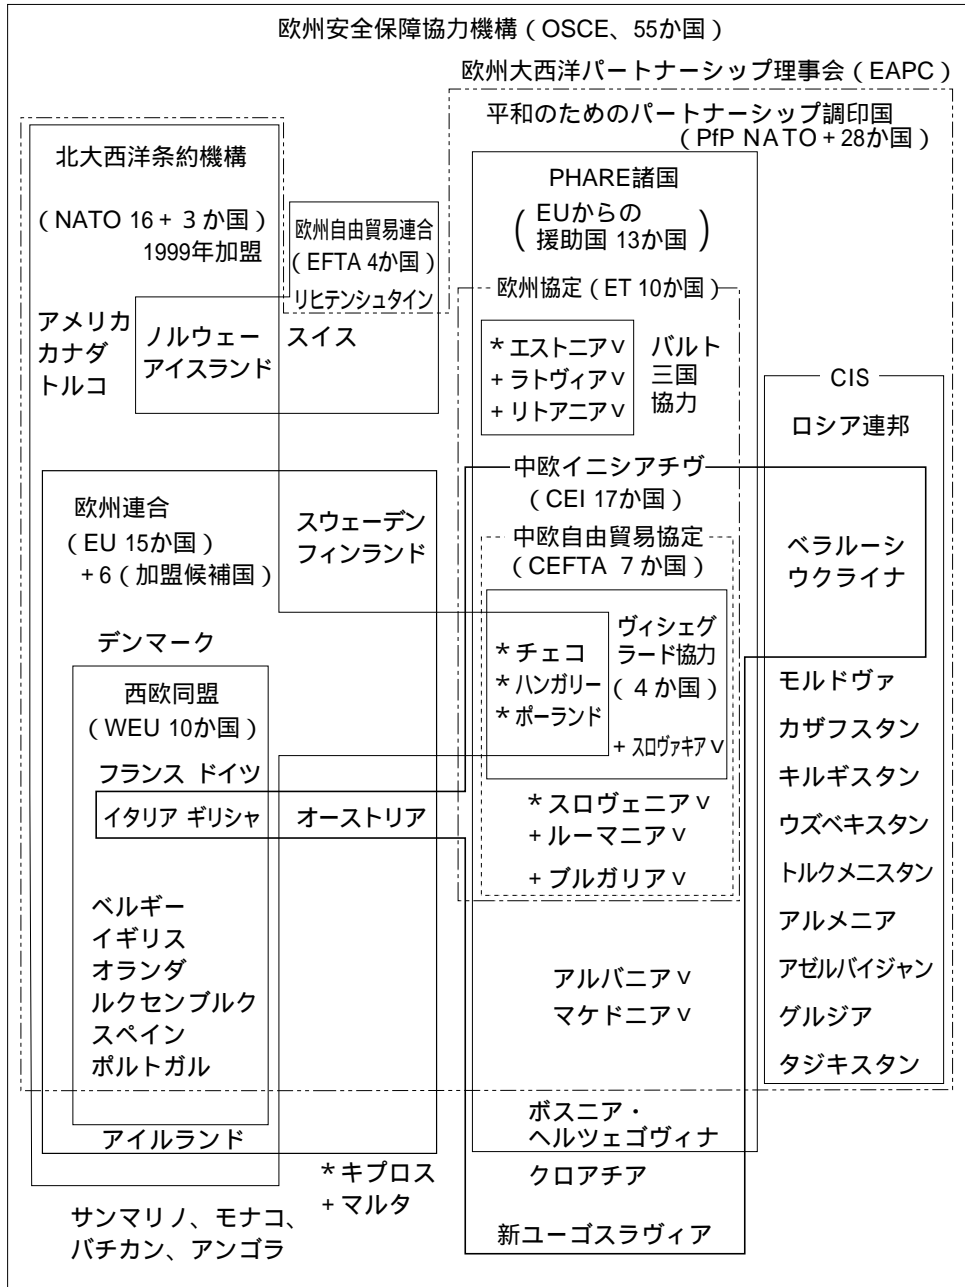 欧州安全保障協力機構（OSCE、55か国）
欧州大西洋パートナーシップ理事会（EAPC）
平和のためのパートナーシップ調印国
（PfP NATO＋28か国）
北大西洋条約機構
（NATO 16＋3か国）
1999年加盟
欧州自由貿易連合
（EFTA 4か国）
リヒテンシュタイン
PHARE諸国
（EUからの
援助国 13か国）
欧州協定（ET 10か国）
アメリカ
カナダ
トルコ
ノルウェー
アイスランド
スイス
*エストニアV
+ラトヴィアV
+リトアニアV
バルト
三国
協力
CIS
ロシア連邦
欧州連合
（EU 15か国）
+6（加盟候補国）
スウェーデン
フィンランド
中欧イニシアチヴ
（CEI 17か国）
中欧自由貿易協定
（CEFTA 7か国）
ベラルーシ
ウクライナ
デンマーク
西欧同盟
（WEU 10か国）
*チェコ
*ハンガリー
*ポーランド
ヴィシェグ
ラード協力
（4か国）
+スロヴァキアV
フランス ドイツ
イタリア ギリシャ
オーストリア
*スロヴェニアV
+ルーマニアV
+ブルガリアV
モルドヴァ
カザフスタン
キルギスタン
ウズベキスタン
トルクメニスタン
アルメニア
アゼルバイジャン
グルジア
タジキスタン
ベルギー
イギリス
オランダ
ルクセンブルク
スペイン
ポルトガル
アルバニアV
マケドニアV
アイルランド
ボスニア・
ヘルツェゴヴィナ
クロアチア
新ユーゴスラヴィア
*キプロス
+マルタ
サンマリノ、モナコ、
バチカン、アンゴラ